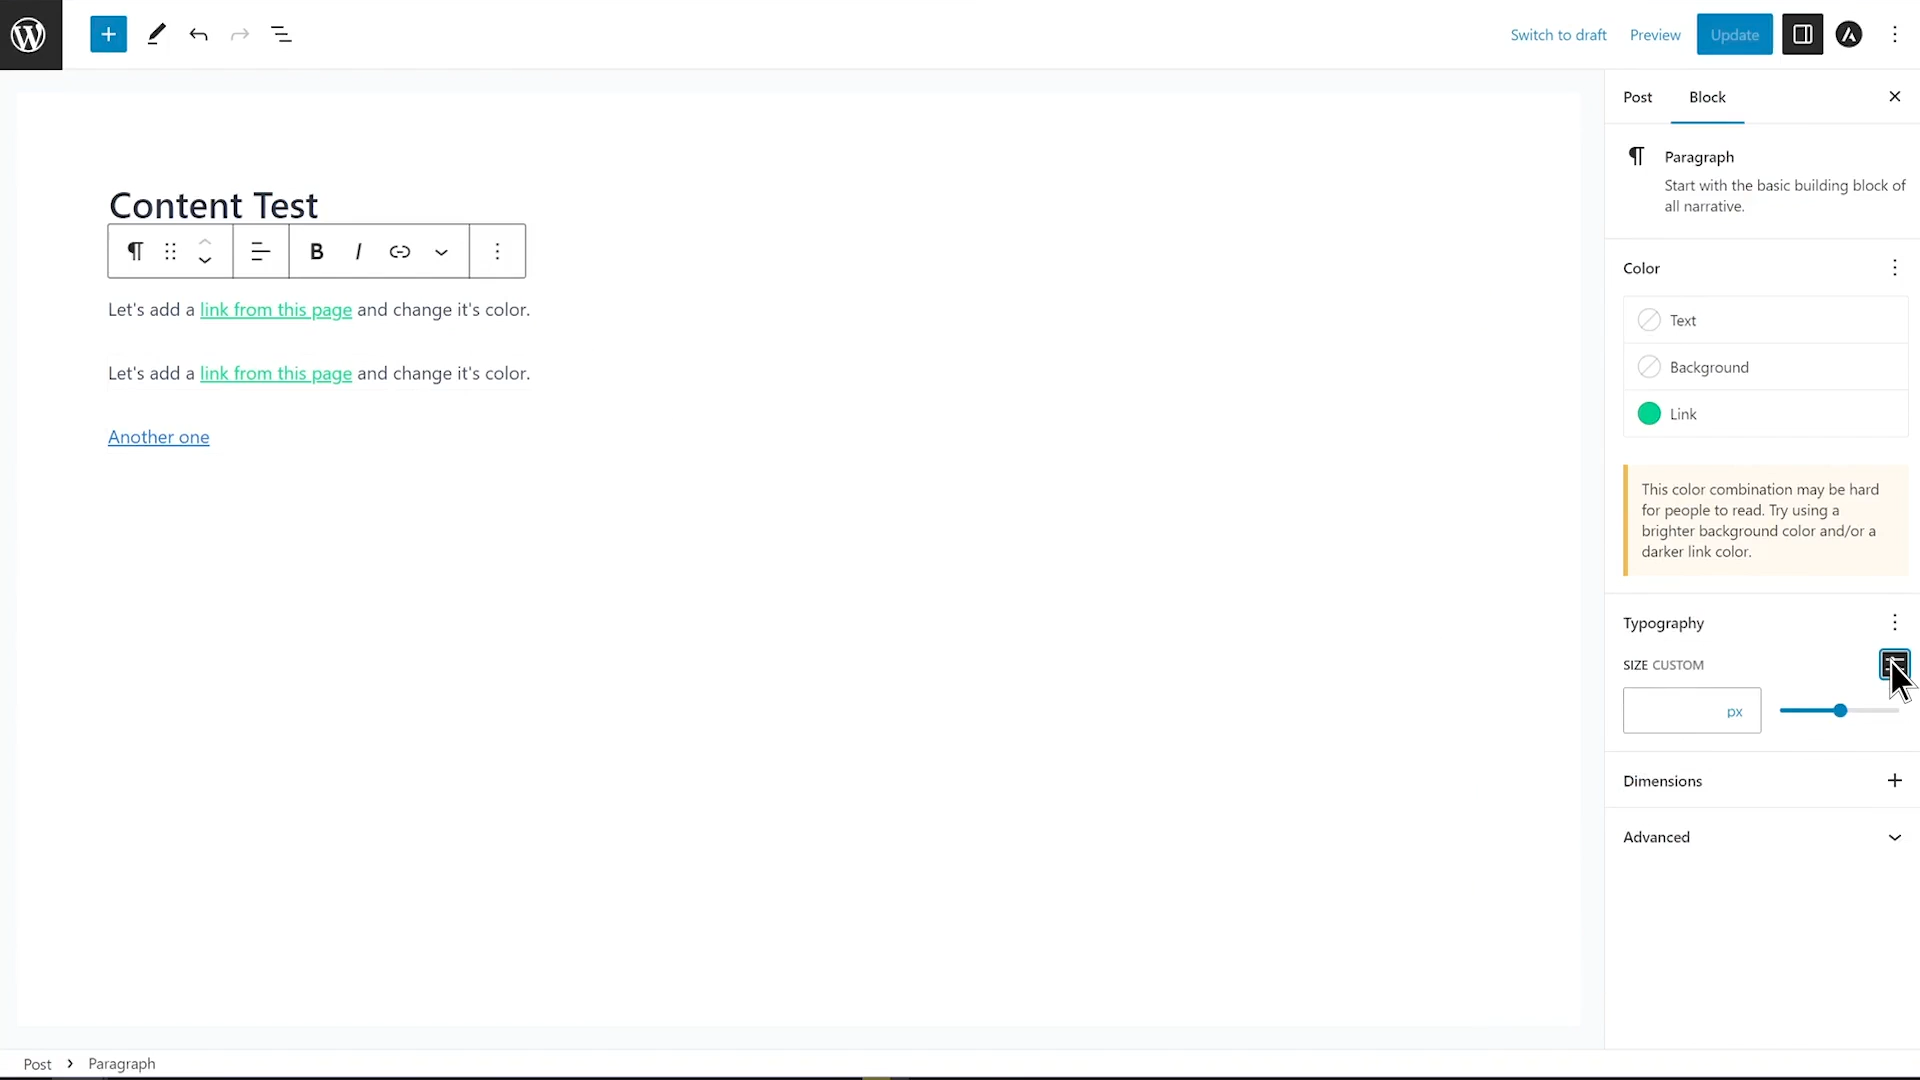 Switch to draft
Preview
Update
Post
Block
Paragraph
Start with the basic building block of
all narrative.
Content Test
B I
Let's add a link from this page and change it's color.
Let's add a link from this page and change it's color.
Another one
Color
Text
Background
Link
This color combination may be hard
for people to read. Try using a
brighter background color and/or a
darker link color.
Typography
SIZE CUSTOM
px
Dimensions
Advanced
Post
Paragraph